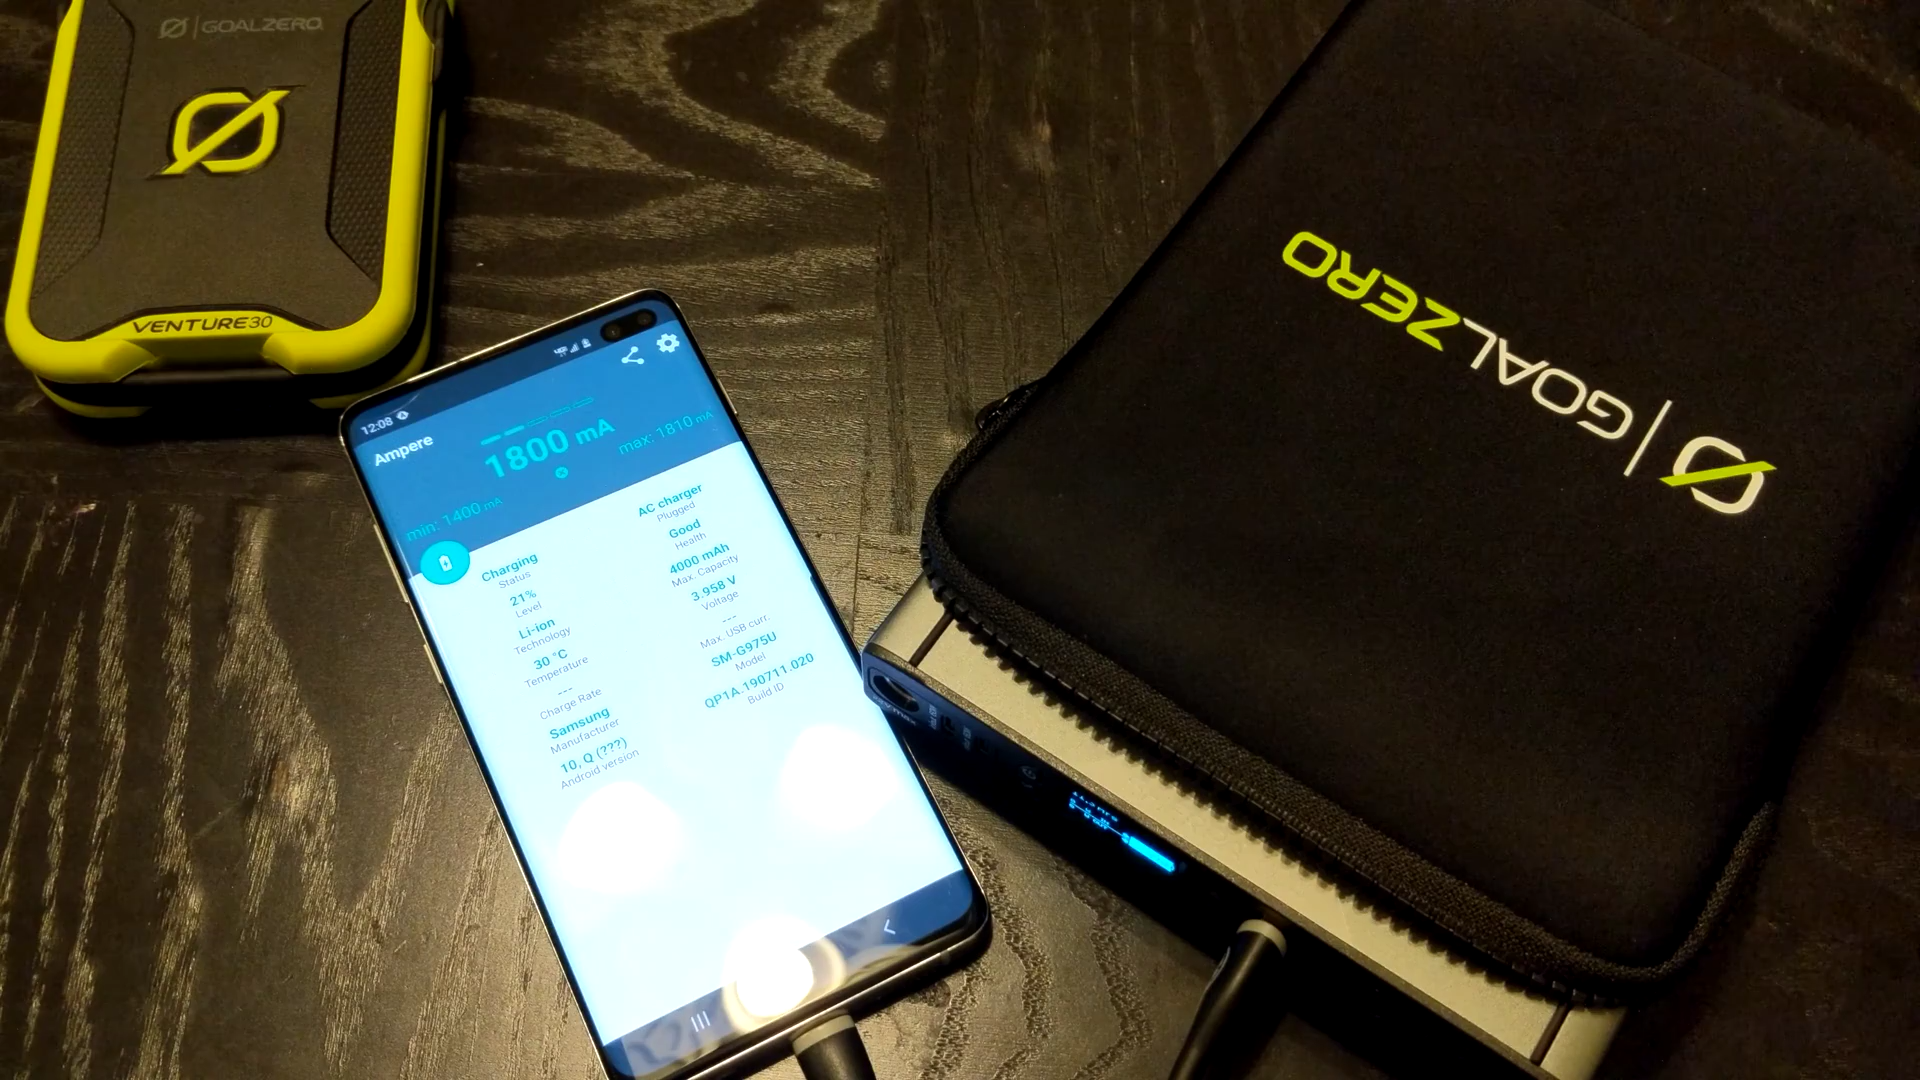 GOALZERO
VENTURE30
12:08
Ampere
1800 mA
min: 1400 mA
max: 1810 mA
Charging
Status
21%
Level
Li-ion
Technology
30 °C
Temperature
---
Charge Rate
Samsung
Manufacturer
10, Q (???)
Android version
AC charger
Plugged
Good
Health
4000 mAh
Max. Capacity
3.958 V
Voltage
---
Max. USB curr.
SM-G975U
Model
QP1A.190711.020
Build ID
GOALZERO